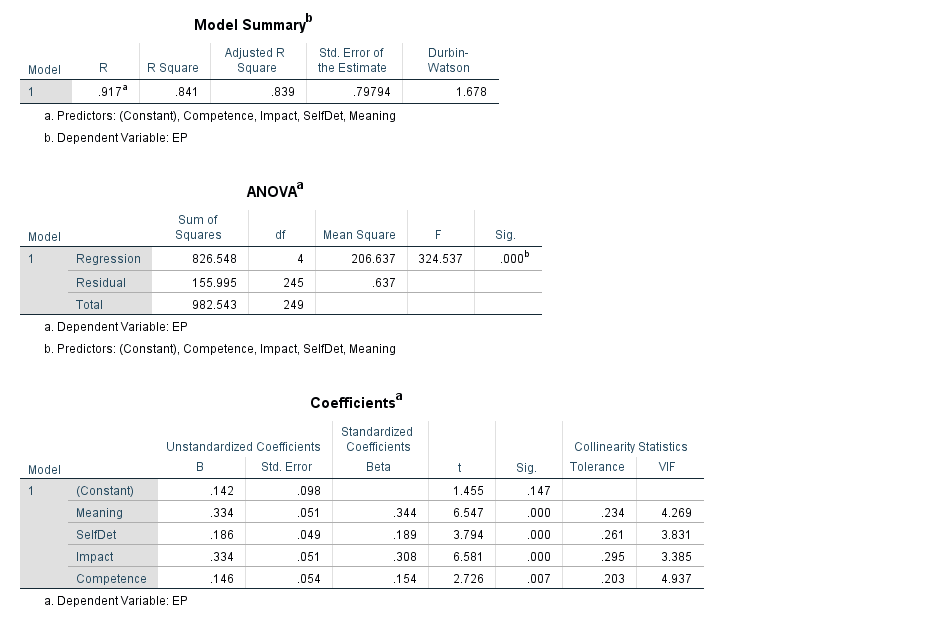 Model Summaryb
Model R R Square Adjusted R Square Std. Error of the Estimate Durbin-Watson
1 .917a .841 .839 .79794 1.678
a. Predictors: (Constant), Competence, Impact, SelfDet, Meaning
b. Dependent Variable: EP
ANOVAa
Model Sum of Squares df Mean Square F Sig.
1 Regression 826.548 4 206.637 324.537 .000b
Residual 155.995 245 .637
Total 982.543 249
a. Dependent Variable: EP
b. Predictors: (Constant), Competence, Impact, SelfDet, Meaning
Coefficientsa
Unstandardized Coefficients Standardized Coefficients Collinearity Statistics
Model B Std. Error Beta t Sig. Tolerance VIF
1 (Constant) .142 .098 1.455 .147
Meaning .334 .051 .344 6.547 .000 .234 4.269
SelfDet .186 .049 .189 3.794 .000 .261 3.831
Impact .334 .051 .308 6.581 .000 .295 3.385
Competence .146 .054 .154 2.726 .007 .203 4.937
a. Dependent Variable: EP